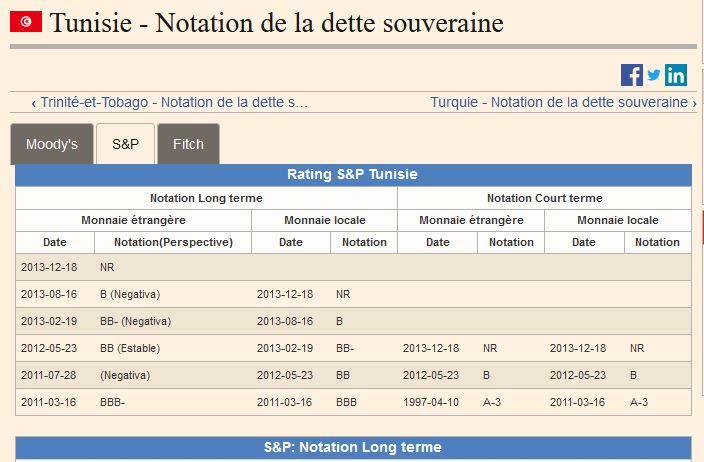 Tunisie - Notation de la dette souveraine
‹ Trinité-et-Tobago - Notation de la dette s... Turquie - Notation de la dette souveraine ›
Moody's S&P Fitch
Rating S&P Tunisie
Notation Long terme Notation Court terme
Monnaie étrangère Monnaie locale Monnaie étrangère Monnaie locale
Date Notation(Perspective) Date Notation Date Notation Date Notation
2013-12-18 NR
2013-08-16 B (Negativa) 2013-12-18 NR
2013-02-19 BB- (Negativa) 2013-08-16 B
2012-05-23 BB (Estable) 2013-02-19 BB- 2013-12-18 NR 2013-12-18 NR
2011-07-28 (Negativa) 2012-05-23 BB 2012-05-23 B 2012-05-23 B
2011-03-16 BBB- 2011-03-16 BBB 1997-04-10 A-3 2011-03-16 A-3
S&P: Notation Long terme